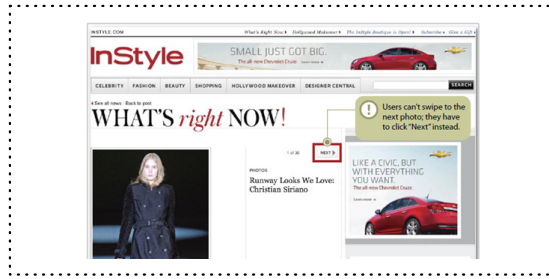 INSTYLE.COM
What's Right Now Hollywood Makeover The InStyle Boutique is Open! Subscribe Give a Gift
InStyle
SMALL JUST GOT BIG.
The all-new Chevrolet Cruze
CELEBRITY FASHION BEAUTY SHOPPING HOLLYWOOD MAKEOVER DESIGNER CENTRAL SEARCH
See all news Back to post
WHAT'S right NOW!
! Users can't swipe to the
next photo; they have
to click "Next" instead.
NEXT
PHOTOS
Runway Looks We Love:
Christian Siriano
LIKE A CIVIC, BUT
WITH EVERYTHING
YOU WANT.
The all-new Chevrolet Cruze
Learn more